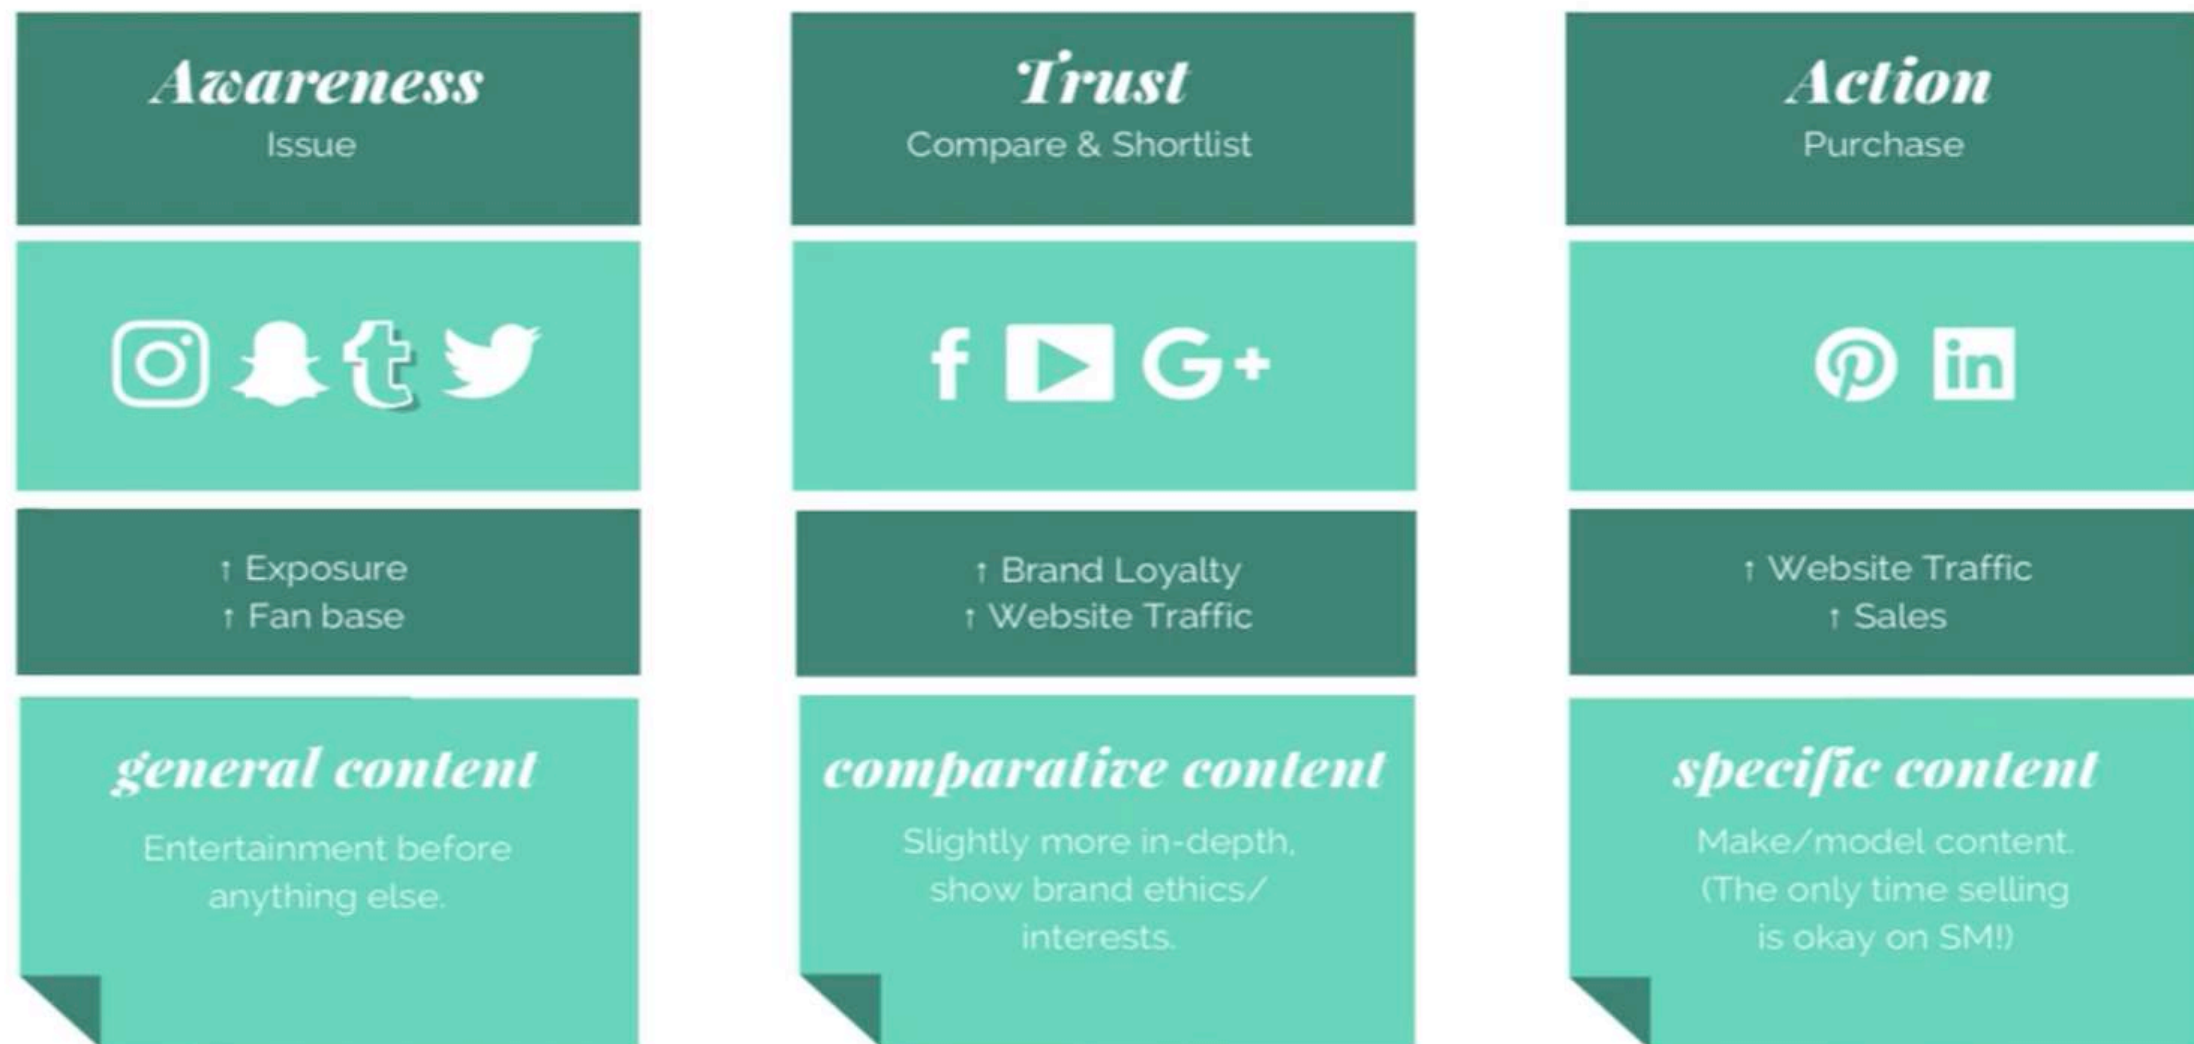 Awareness
Issue
Trust
Compare & Shortlist
Action
Purchase
t
f
G+
in
↑ Exposure
↑ Fan base
↑ Brand Loyalty
↑ Website Traffic
↑ Website Traffic
↑ Sales
general content
Entertainment before
anything else.
comparative content
Slightly more in-depth,
show brand ethics/
interests.
specific content
Make/model content.
(The only time selling
is okay on SM!)